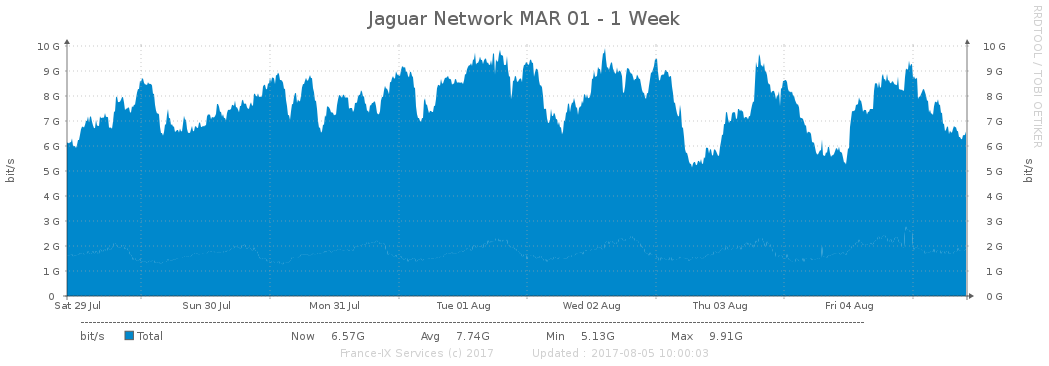 Jaguar Network MAR 01 - 1 Week
RRDTOOL / TOBI OETIKER
bit/s
10 G
9 G
8 G
7 G
6 G
5 G
4 G
3 G
2 G
1 G
0
10 G
9 G
8 G
7 G
6 G
5 G
4 G
3 G
2 G
1 G
0 G
bit/s
Sat 29 Jul Sun 30 Jul Mon 31 Jul Tue 01 Aug Wed 02 Aug Thu 03 Aug Fri 04 Aug
bit/s Total Now 6.57G Avg 7.74G Min 5.13G Max 9.91G
France-IX Services (c) 2017 Updated : 2017-08-05 10:00:03